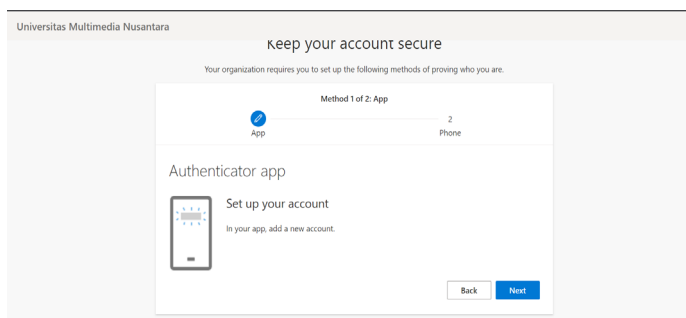 Universitas Multimedia Nusantara
Keep your account secure
Your organization requires you to set up the following methods of proving who you are.
Method 1 of 2: App
App
2
Phone
Authenticator app
Set up your account
In your app, add a new account.
Back
Next